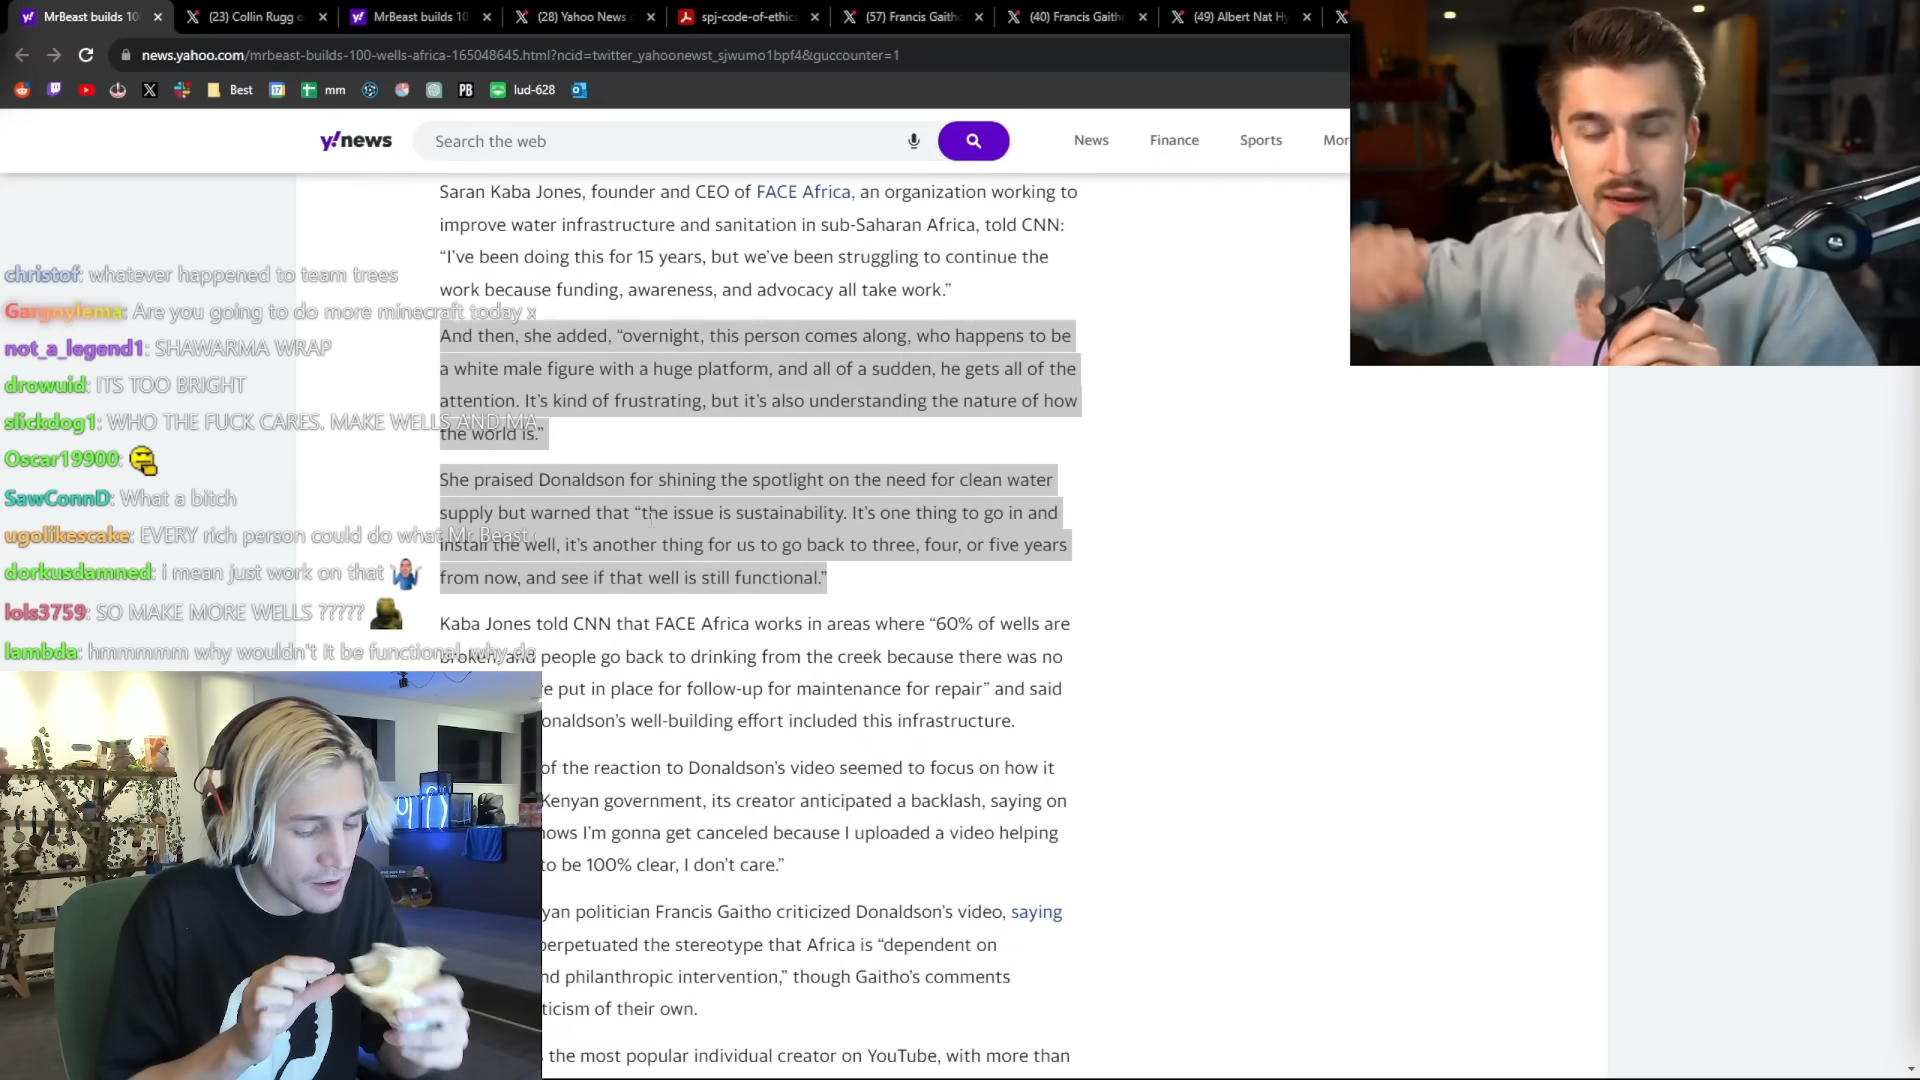 MrBeast builds 10
(23) Collin Rugg o
MrBeast builds 10
(28) Yahoo News
spj-code-of-ethics
(57) Francis Gaitho
(40) Francis Gaith
(49) Albert Nat Hy
news.yahoo.com/mrbeast-builds-100-wells-africa-165048645.html?ncid=twitter_yahoonewst_sjwumo1bpf4&guccounter=1
Best
mm
PB
lud-628
y!news
Search the web
News
Finance
Sports
Mor
Saran Kaba Jones, founder and CEO of FACE Africa, an organization working to
improve water infrastructure and sanitation in sub-Saharan Africa, told CNN:
“I’ve been doing this for 15 years, but we’ve been struggling to continue the
work because funding, awareness, and advocacy all take work.”
And then, she added, “overnight, this person comes along, who happens to be
a white male figure with a huge platform, and all of a sudden, he gets all of the
attention. It’s kind of frustrating, but it’s also understanding the nature of how
the world is.”
She praised Donaldson for shining the spotlight on the need for clean water
supply but warned that “the issue is sustainability. It’s one thing to go in and
install the well, it’s another thing for us to go back to three, four, or five years
from now, and see if that well is still functional.”
Kaba Jones told CNN that FACE Africa works in areas where “60% of wells are
broken, and people go back to drinking from the creek because there was no
e put in place for follow-up for maintenance for repair” and said
onaldson’s well-building effort included this infrastructure.
of the reaction to Donaldson’s video seemed to focus on how it
Kenyan government, its creator anticipated a backlash, saying on
nows I’m gonna get canceled because I uploaded a video helping
to be 100% clear, I don’t care.”
yan politician Francis Gaitho criticized Donaldson’s video, saying
perpetuated the stereotype that Africa is “dependent on
nd philanthropic intervention,” though Gaitho’s comments
ticism of their own.
the most popular individual creator on YouTube, with more than
christof: whatever happened to team trees
Gargoylema: Are you going to do more minecraft today x
not_a_legend1: SHAWARMA WRAP
drowuid: ITS TOO BRIGHT
slickdog1: WHO THE FUCK CARES. MAKE WELLS AND MA
Oscar19900:
SawConnD: What a bitch
ugolikescake: EVERY rich person could do what Mr Beast
dorkusdamned: i mean just work on that
lols3759: SO MAKE MORE WELLS ?????
lambda: hmmmmm why wouldn't it be functional, why do